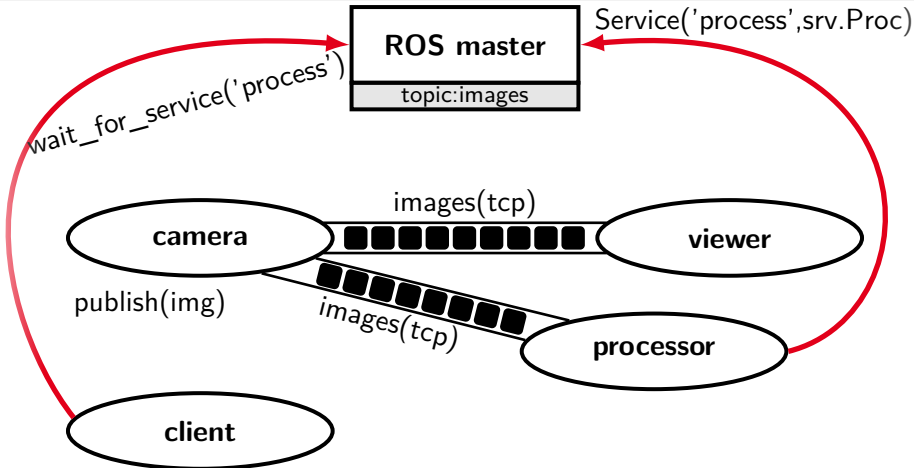 Service('process',srv.Proc)
ROS master
wait_for_service('process')
topic:images
images(tcp)
camera
viewer
publish(img)
images(tcp)
processor
client